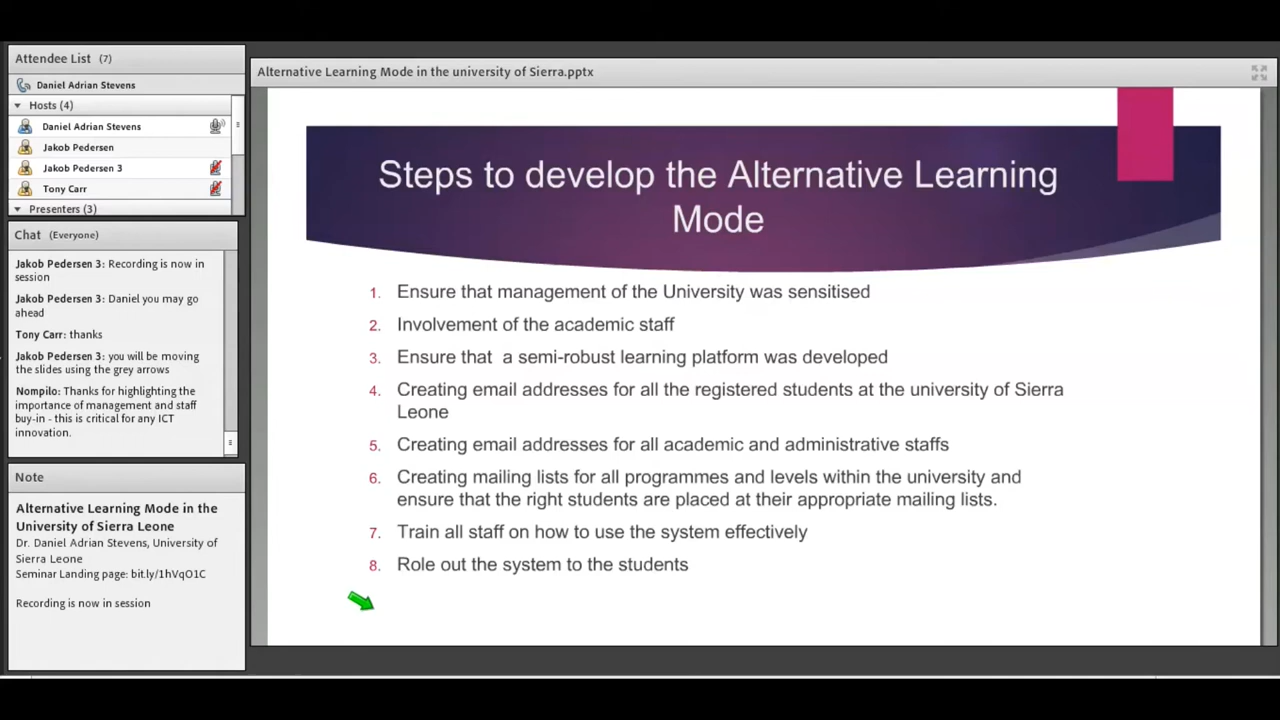 Attendee List (7)
Daniel Adrian Stevens
Hosts (4)
Daniel Adrian Stevens
Jakob Pedersen
Jakob Pedersen 3
Tony Carr
Presenters (3)
Chat (Everyone)
Jakob Pedersen 3: Recording is now in
session
Jakob Pedersen 3: Daniel you may go
ahead
Tony Carr: thanks
Jakob Pedersen 3: you will be moving
the slides using the grey arrows
Nompilo: Thanks for highlighting the
importance of management and staff
buy-in - this is critical for any ICT
innovation.
Note
Alternative Learning Mode in the
University of Sierra Leone
Dr. Daniel Adrian Stevens, University of
Sierra Leone
Seminar Landing page: bit.ly/1hVqO1C
Recording is now in session
Alternative Learning Mode in the university of Sierra.pptx
Steps to develop the Alternative Learning
Mode
1. Ensure that management of the University was sensitised
2. Involvement of the academic staff
3. Ensure that a semi-robust learning platform was developed
4. Creating email addresses for all the registered students at the university of Sierra
Leone
5. Creating email addresses for all academic and administrative staffs
6. Creating mailing lists for all programmes and levels within the university and
ensure that the right students are placed at their appropriate mailing lists.
7. Train all staff on how to use the system effectively
8. Role out the system to the students